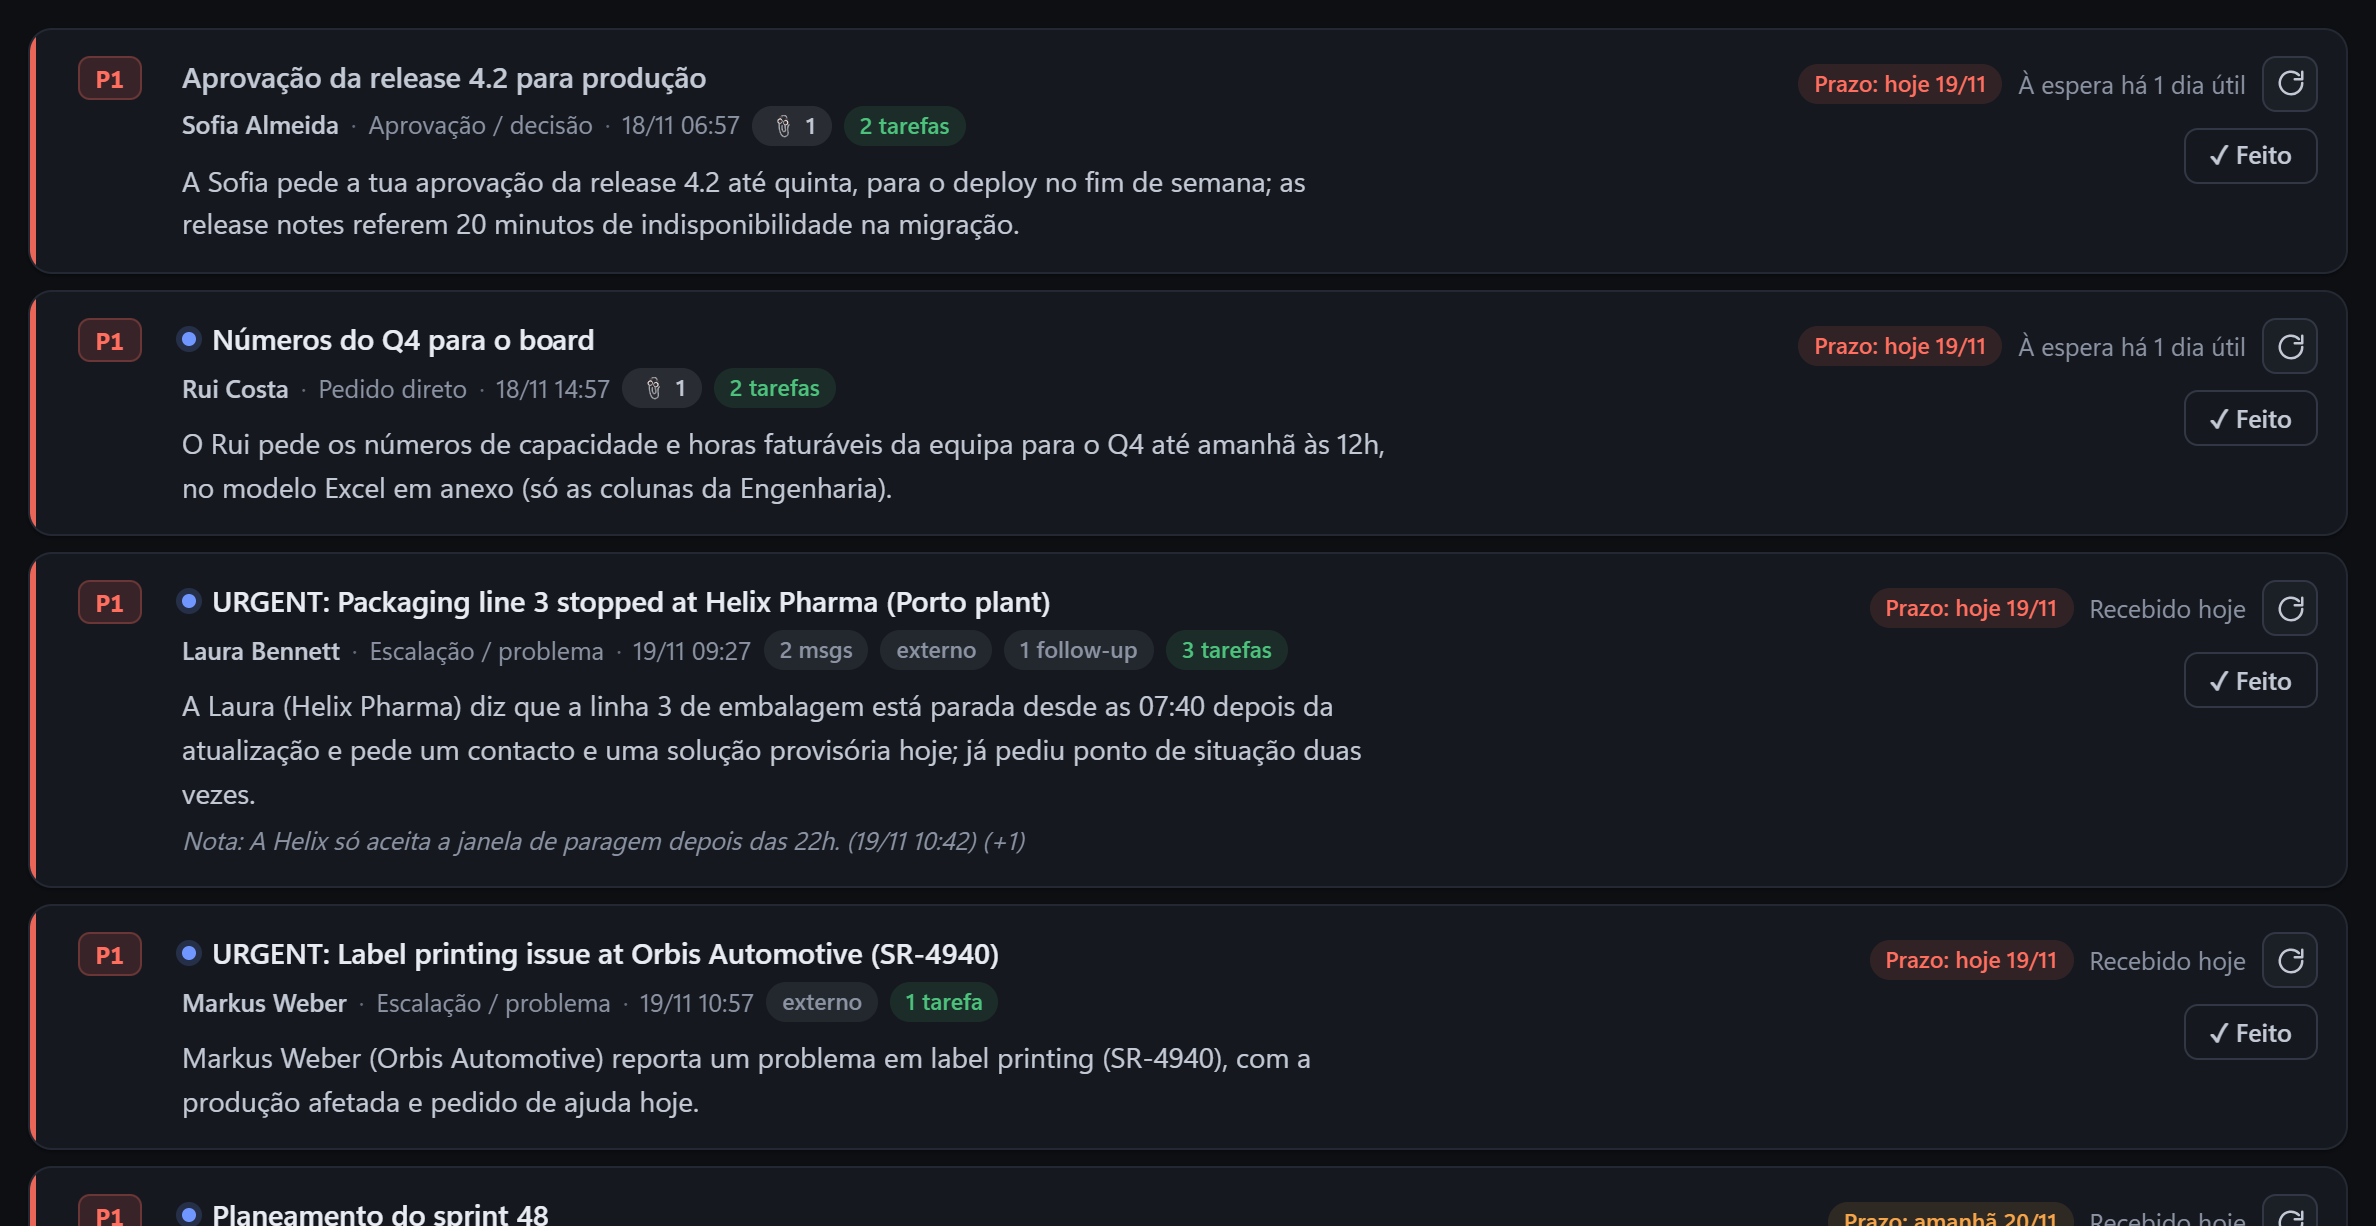 P1
Aprovação da release 4.2 para produção
Prazo: hoje 19/11 À espera há 1 dia útil
Sofia Almeida · Aprovação / decisão · 18/11 06:57 1 2 tarefas
✓ Feito
A Sofia pede a tua aprovação da release 4.2 até quinta, para o deploy no fim de semana; as
release notes referem 20 minutos de indisponibilidade na migração.
P1
Números do Q4 para o board
Prazo: hoje 19/11 À espera há 1 dia útil
Rui Costa · Pedido direto · 18/11 14:57 1 2 tarefas
✓ Feito
O Rui pede os números de capacidade e horas faturáveis da equipa para o Q4 até amanhã às 12h,
no modelo Excel em anexo (só as colunas da Engenharia).
P1
URGENT: Packaging line 3 stopped at Helix Pharma (Porto plant)
Prazo: hoje 19/11 Recebido hoje
Laura Bennett · Escalação / problema · 19/11 09:27 2 msgs externo 1 follow-up 3 tarefas
✓ Feito
A Laura (Helix Pharma) diz que a linha 3 de embalagem está parada desde as 07:40 depois da
atualização e pede um contacto e uma solução provisória hoje; já pediu ponto de situação duas
vezes.
Nota: A Helix só aceita a janela de paragem depois das 22h. (19/11 10:42) (+1)
P1
URGENT: Label printing issue at Orbis Automotive (SR-4940)
Prazo: hoje 19/11 Recebido hoje
Markus Weber · Escalação / problema · 19/11 10:57 externo 1 tarefa
✓ Feito
Markus Weber (Orbis Automotive) reporta um problema em label printing (SR-4940), com a
produção afetada e pedido de ajuda hoje.
P1
Planeamento do sprint 48
Prazo: amanhã 20/11 Recebido hoje